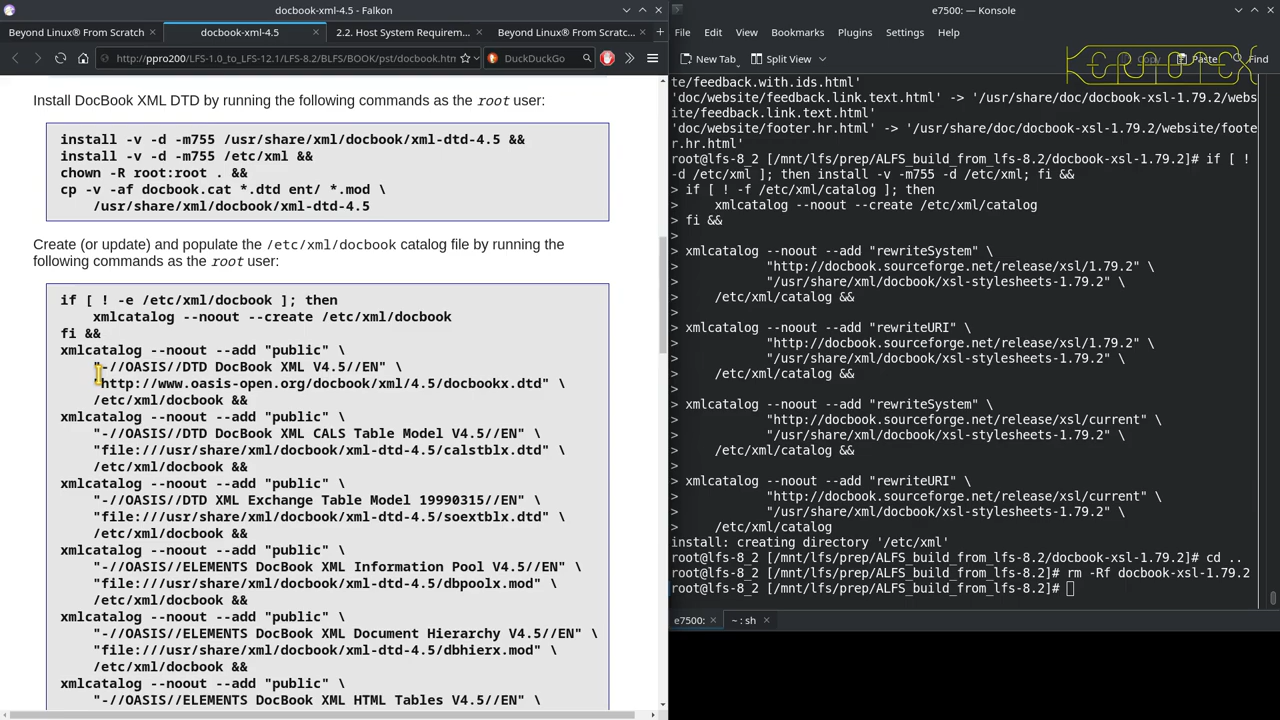 docbook-xml-4.5 - Falkon
Beyond Linux® From Scratch
docbook-xml-4.5
2.2. Host System Requirem...
Beyond Linux® From Scratc...
http://ppro200/LFS-1.0_to_LFS-12.1/LFS-8.2/BLFS/BOOK/pst/docbook.htn
DuckDuckGo
Install DocBook XML DTD by running the following commands as the root user:
install -v -d -m755 /usr/share/xml/docbook/xml-dtd-4.5 &&
install -v -d -m755 /etc/xml &&
chown -R root:root . &&
cp -v -af docbook.cat *.dtd ent/ *.mod \
/usr/share/xml/docbook/xml-dtd-4.5
Create (or update) and populate the /etc/xml/docbook catalog file by running the
following commands as the root user:
if [ ! -e /etc/xml/docbook ]; then
xmlcatalog --noout --create /etc/xml/docbook
fi &&
xmlcatalog --noout --add "public" \
"-//OASIS//DTD DocBook XML V4.5//EN" \
"http://www.oasis-open.org/docbook/xml/4.5/docbookx.dtd" \
/etc/xml/docbook &&
xmlcatalog --noout --add "public" \
"-//OASIS//DTD DocBook XML CALS Table Model V4.5//EN" \
"file:///usr/share/xml/docbook/xml-dtd-4.5/calstblx.dtd" \
/etc/xml/docbook &&
xmlcatalog --noout --add "public" \
"-//OASIS//DTD XML Exchange Table Model 19990315//EN" \
"file:///usr/share/xml/docbook/xml-dtd-4.5/soextblx.dtd" \
/etc/xml/docbook &&
xmlcatalog --noout --add "public" \
"-//OASIS//ELEMENTS DocBook XML Information Pool V4.5//EN" \
"file:///usr/share/xml/docbook/xml-dtd-4.5/dbpoolx.mod" \
/etc/xml/docbook &&
xmlcatalog --noout --add "public" \
"-//OASIS//ELEMENTS DocBook XML Document Hierarchy V4.5//EN" \
"file:///usr/share/xml/docbook/xml-dtd-4.5/dbhierx.mod" \
/etc/xml/docbook &&
xmlcatalog --noout --add "public" \
"-//OASIS//ELEMENTS DocBook XML HTML Tables V4.5//EN" \
e7500: — Konsole
File Edit View Bookmarks Plugins Settings Help
New Tab Split View Copy Paste Find
te/feedback.with.ids.html'
'doc/website/feedback.link.text.html' -> '/usr/share/doc/docbook-xsl-1.79.2/webs
ite/feedback.link.text.html'
'doc/website/footer.hr.html' -> '/usr/share/doc/docbook-xsl-1.79.2/website/foote
r.hr.html'
root@lfs-8_2 [/mnt/lfs/prep/ALFS_build_from_lfs-8.2/docbook-xsl-1.79.2]# if [ !
-d /etc/xml ]; then install -v -m755 -d /etc/xml; fi &&
> if [ ! -f /etc/xml/catalog ]; then
> xmlcatalog --noout --create /etc/xml/catalog
> fi &&
>
> xmlcatalog --noout --add "rewriteSystem" \
> "http://docbook.sourceforge.net/release/xsl/1.79.2" \
> "/usr/share/xml/docbook/xsl-stylesheets-1.79.2" \
> /etc/xml/catalog &&
>
> xmlcatalog --noout --add "rewriteURI" \
> "http://docbook.sourceforge.net/release/xsl/1.79.2" \
> "/usr/share/xml/docbook/xsl-stylesheets-1.79.2" \
> /etc/xml/catalog &&
>
> xmlcatalog --noout --add "rewriteSystem" \
> "http://docbook.sourceforge.net/release/xsl/current" \
> "/usr/share/xml/docbook/xsl-stylesheets-1.79.2" \
> /etc/xml/catalog &&
>
> xmlcatalog --noout --add "rewriteURI" \
> "http://docbook.sourceforge.net/release/xsl/current" \
> "/usr/share/xml/docbook/xsl-stylesheets-1.79.2" \
> /etc/xml/catalog
install: creating directory '/etc/xml'
root@lfs-8_2 [/mnt/lfs/prep/ALFS_build_from_lfs-8.2/docbook-xsl-1.79.2]# cd ..
root@lfs-8_2 [/mnt/lfs/prep/ALFS_build_from_lfs-8.2]# rm -Rf docbook-xsl-1.79.2
root@lfs-8_2 [/mnt/lfs/prep/ALFS_build_from_lfs-8.2]#
e7500:
~ : sh